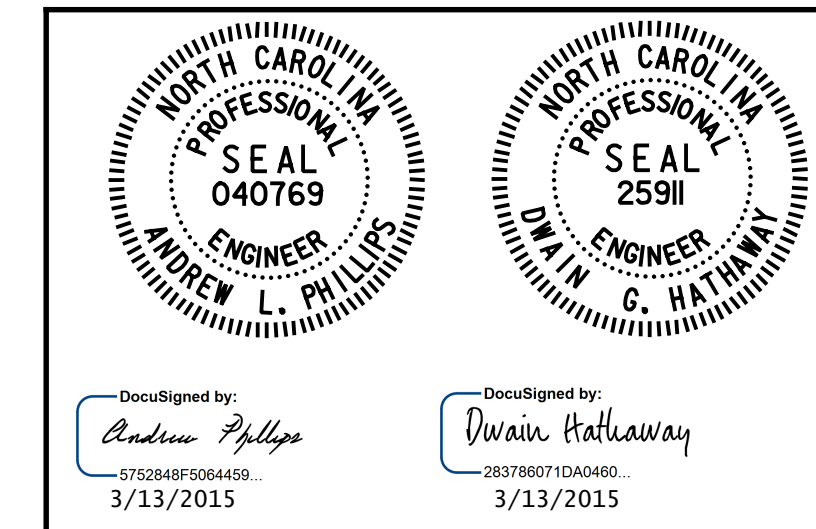 NORTH CAROLINA
PROFESSIONAL
SEAL
040769
ENGINEER
ANDREW L. PHILLIPS
NORTH CAROLINA
PROFESSIONAL
SEAL
25911
ENGINEER
DWAIN G. HATHAWAY
DocuSigned by:
Andrew Phillips
5752848F5064459...
3/13/2015
DocuSigned by:
Dwain Hathaway
283786071DA0460...
3/13/2015